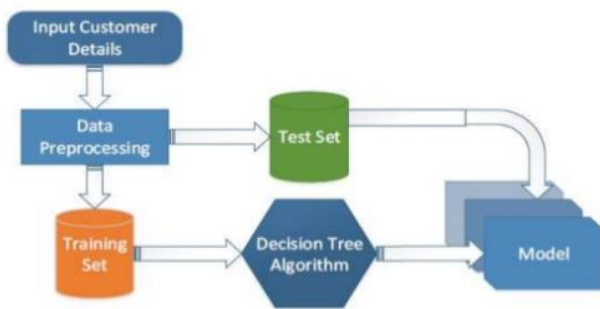 Input Customer
Details
Data
Preprocessing
Test Set
Training
Set
Decision Tree
Algorithm
Model